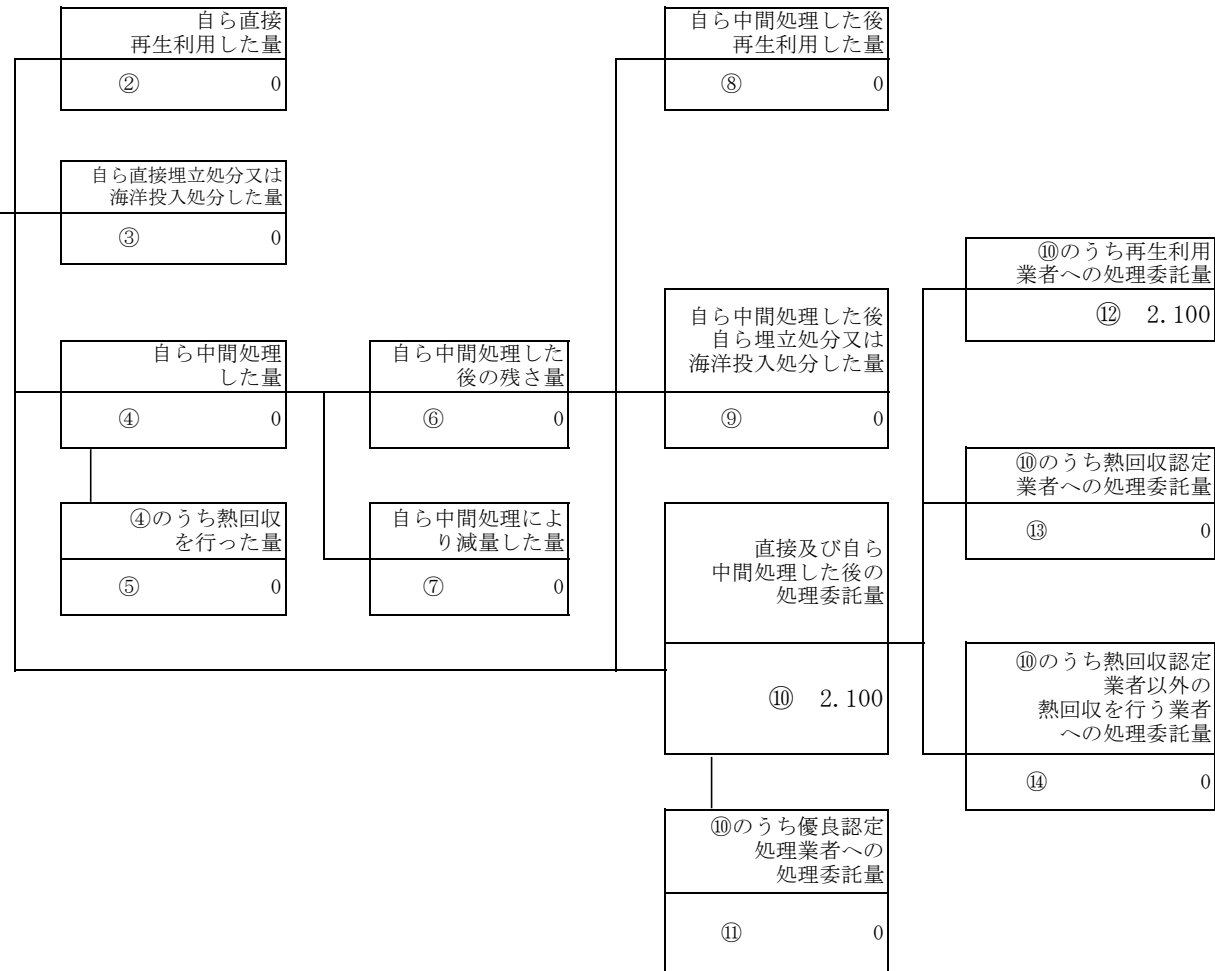 自ら直接
再生利用した量
② 0
自ら中間処理した後
再生利用した量
⑧ 0
自ら直接埋立処分又は
海洋投入処分した量
③ 0
⑩のうち再生利用
業者への処理委託量
⑫ 2.100
自ら中間処理した後
自ら埋立処分又は
海洋投入処分した量
⑨ 0
自ら中間処理
した量
④ 0
自ら中間処理した
後の残さ量
⑥ 0
⑩のうち熱回収認定
業者への処理委託量
⑬ 0
④のうち熱回収
を行った量
⑤ 0
自ら中間処理によ
り減量した量
⑦ 0
直接及び自ら
中間処理した後の
処理委託量
⑩ 2.100
⑩のうち熱回収認定
業者以外の
熱回収を行う業者
への処理委託量
⑭ 0
⑩のうち優良認定
処理業者への
処理委託量
⑪ 0